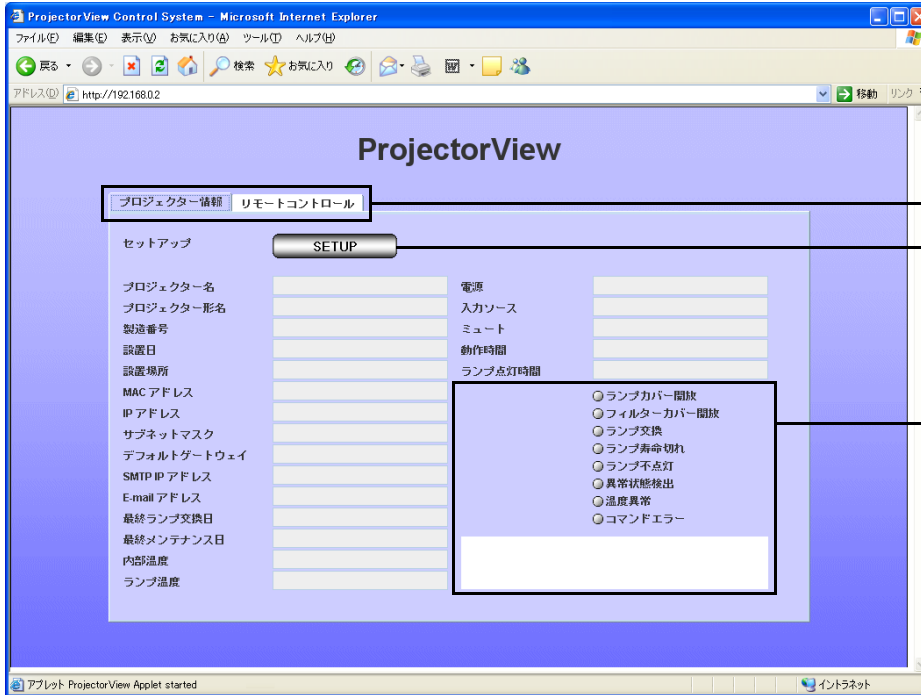 ProjectorView Control System - Microsoft Internet Explorer
ファイル(F) 編集(E) 表示(V) お気に入り(A) ツール(T) ヘルプ(H)
戻る 検索 お気に入り
アドレス(D) http://192.168.0.2 移動 リンク
ProjectorView
プロジェクター情報 リモートコントロール
セットアップ SETUP
プロジェクター名 電源
プロジェクター形名 入力ソース
製造番号 ミュート
設置日 動作時間
設置場所 ランプ点灯時間
MAC アドレス
IP アドレス
サブネットマスク
デフォルトゲートウェイ
SMTP IP アドレス
E-mail アドレス
最終ランプ交換日
最終メンテナンス日
内部温度
ランプ温度
ランプカバー開放
フィルターカバー開放
ランプ交換
ランプ寿命切れ
ランプ不点灯
異常状態検出
温度異常
コマンドエラー
アプレット ProjectorView Applet started イントラネット